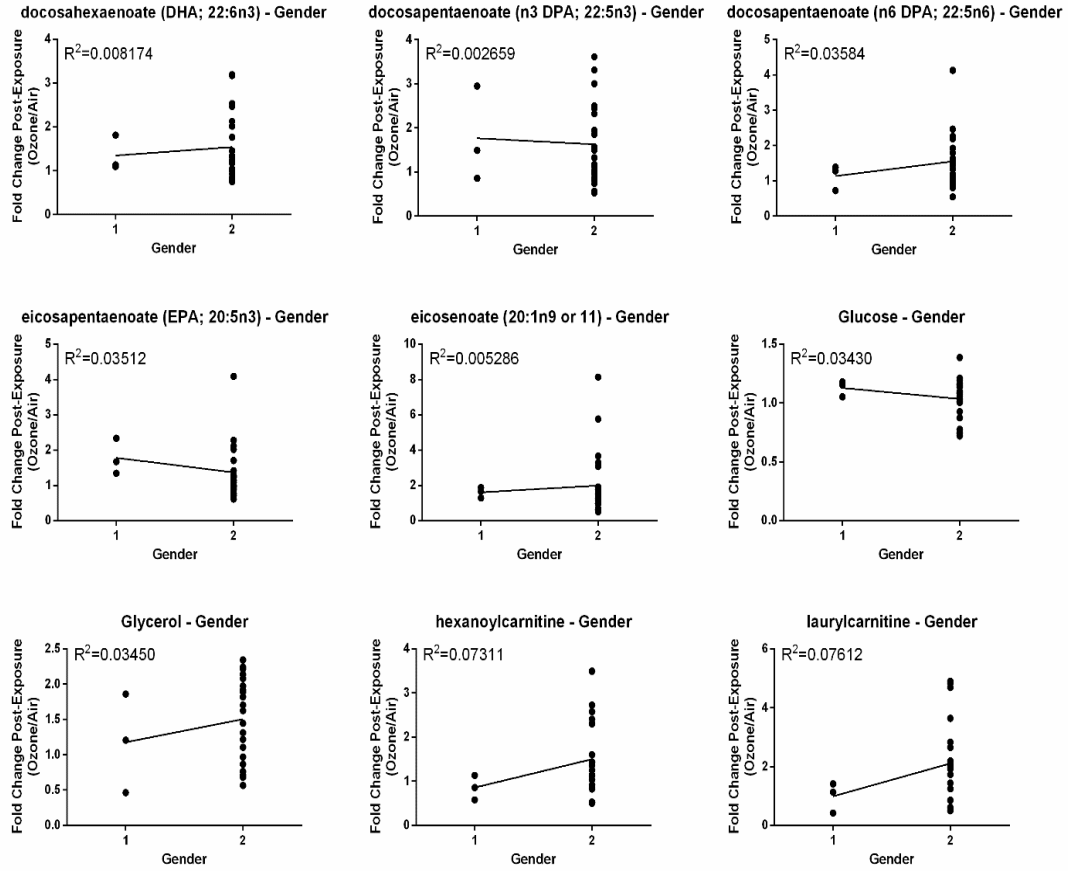 docosahexaenoate (DHA; 22:6n3) - Gender
R²=0.008174
Fold Change Post-Exposure
(Ozone/Air)
4
3
2
1
0
1 2
Gender
docosapentaenoate (n3 DPA; 22:5n3) - Gender
R²=0.002659
Fold Change Post-Exposure
(Ozone/Air)
4
3
2
1
0
1 2
Gender
docosapentaenoate (n6 DPA; 22:5n6) - Gender
R²=0.03584
Fold Change Post-Exposure
(Ozone/Air)
5
4
3
2
1
0
1 2
Gender
eicosapentaenoate (EPA; 20:5n3) - Gender
R²=0.03512
Fold Change Post-Exposure
(Ozone/Air)
5
4
3
2
1
0
1 2
Gender
eicosenoate (20:1n9 or 11) - Gender
R²=0.005286
Fold Change Post-Exposure
(Ozone/Air)
10
8
6
4
2
0
1 2
Gender
Glucose - Gender
R²=0.03430
Fold Change Post-Exposure
(Ozone/Air)
1.5
1.0
0.5
0.0
1 2
Gender
Glycerol - Gender
R²=0.03450
Fold Change Post-Exposure
(Ozone/Air)
2.5
2.0
1.5
1.0
0.5
0.0
1 2
Gender
hexanoylcarnitine - Gender
R²=0.07311
Fold Change Post-Exposure
(Ozone/Air)
4
3
2
1
0
1 2
Gender
laurylcarnitine - Gender
R²=0.07612
Fold Change Post-Exposure
(Ozone/Air)
6
4
2
0
1 2
Gender